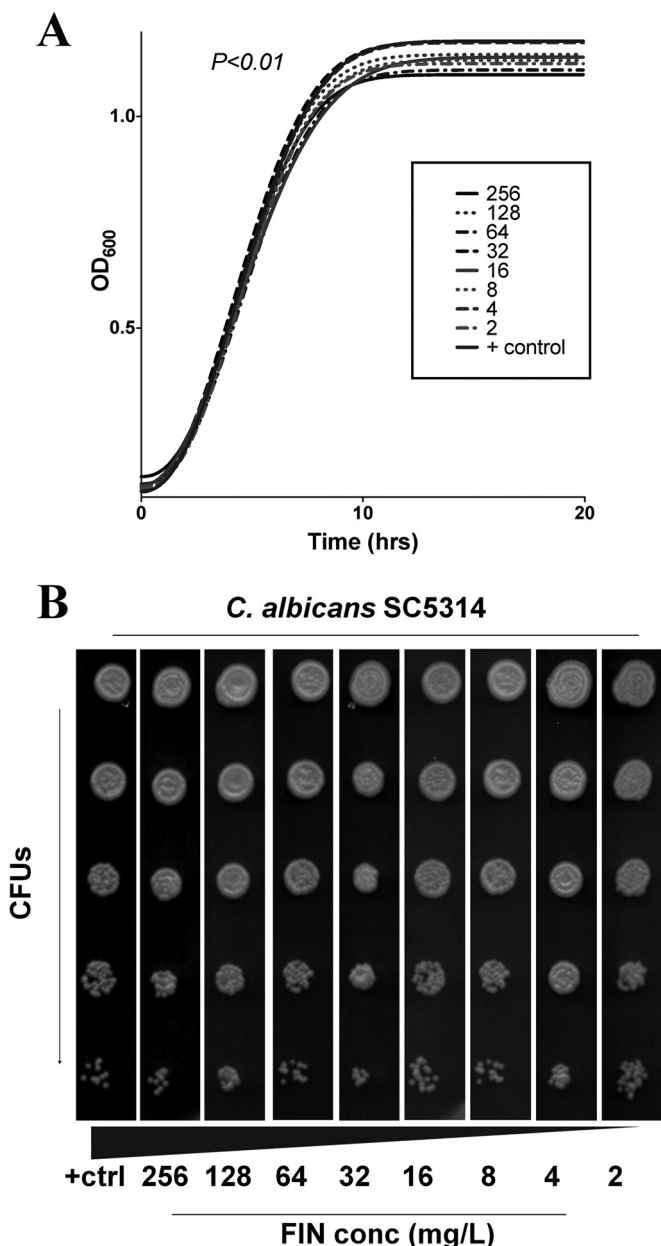 A
P<0.01
1.0
0.5
OD600
256
128
64
32
16
8
4
2
+ control
0
10
20
Time (hrs)
B
C. albicans SC5314
CFUs
+ctrl 256 128 64 32 16 8 4 2
FIN conc (mg/L)